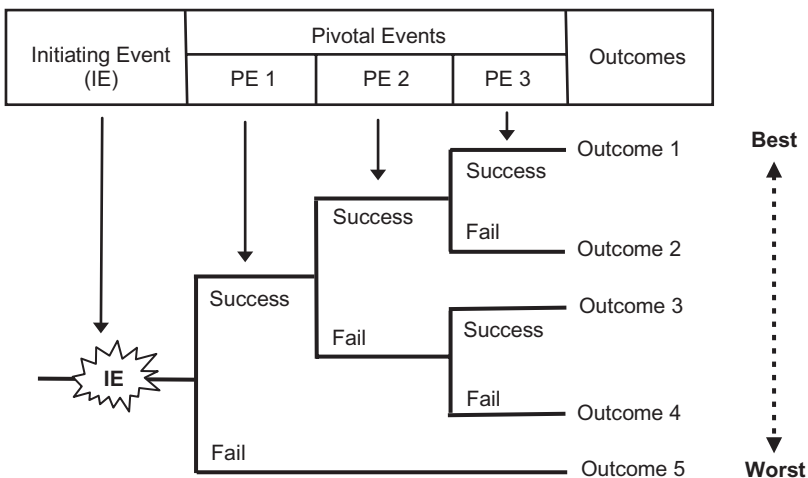 Initiating Event
(IE)
Pivotal Events
PE 1
PE 2
PE 3
Outcomes
Best
Outcome 1
Success
Success
Fail
Outcome 2
Success
Outcome 3
Success
Fail
IE
Fail
Outcome 4
Fail
Outcome 5
Worst